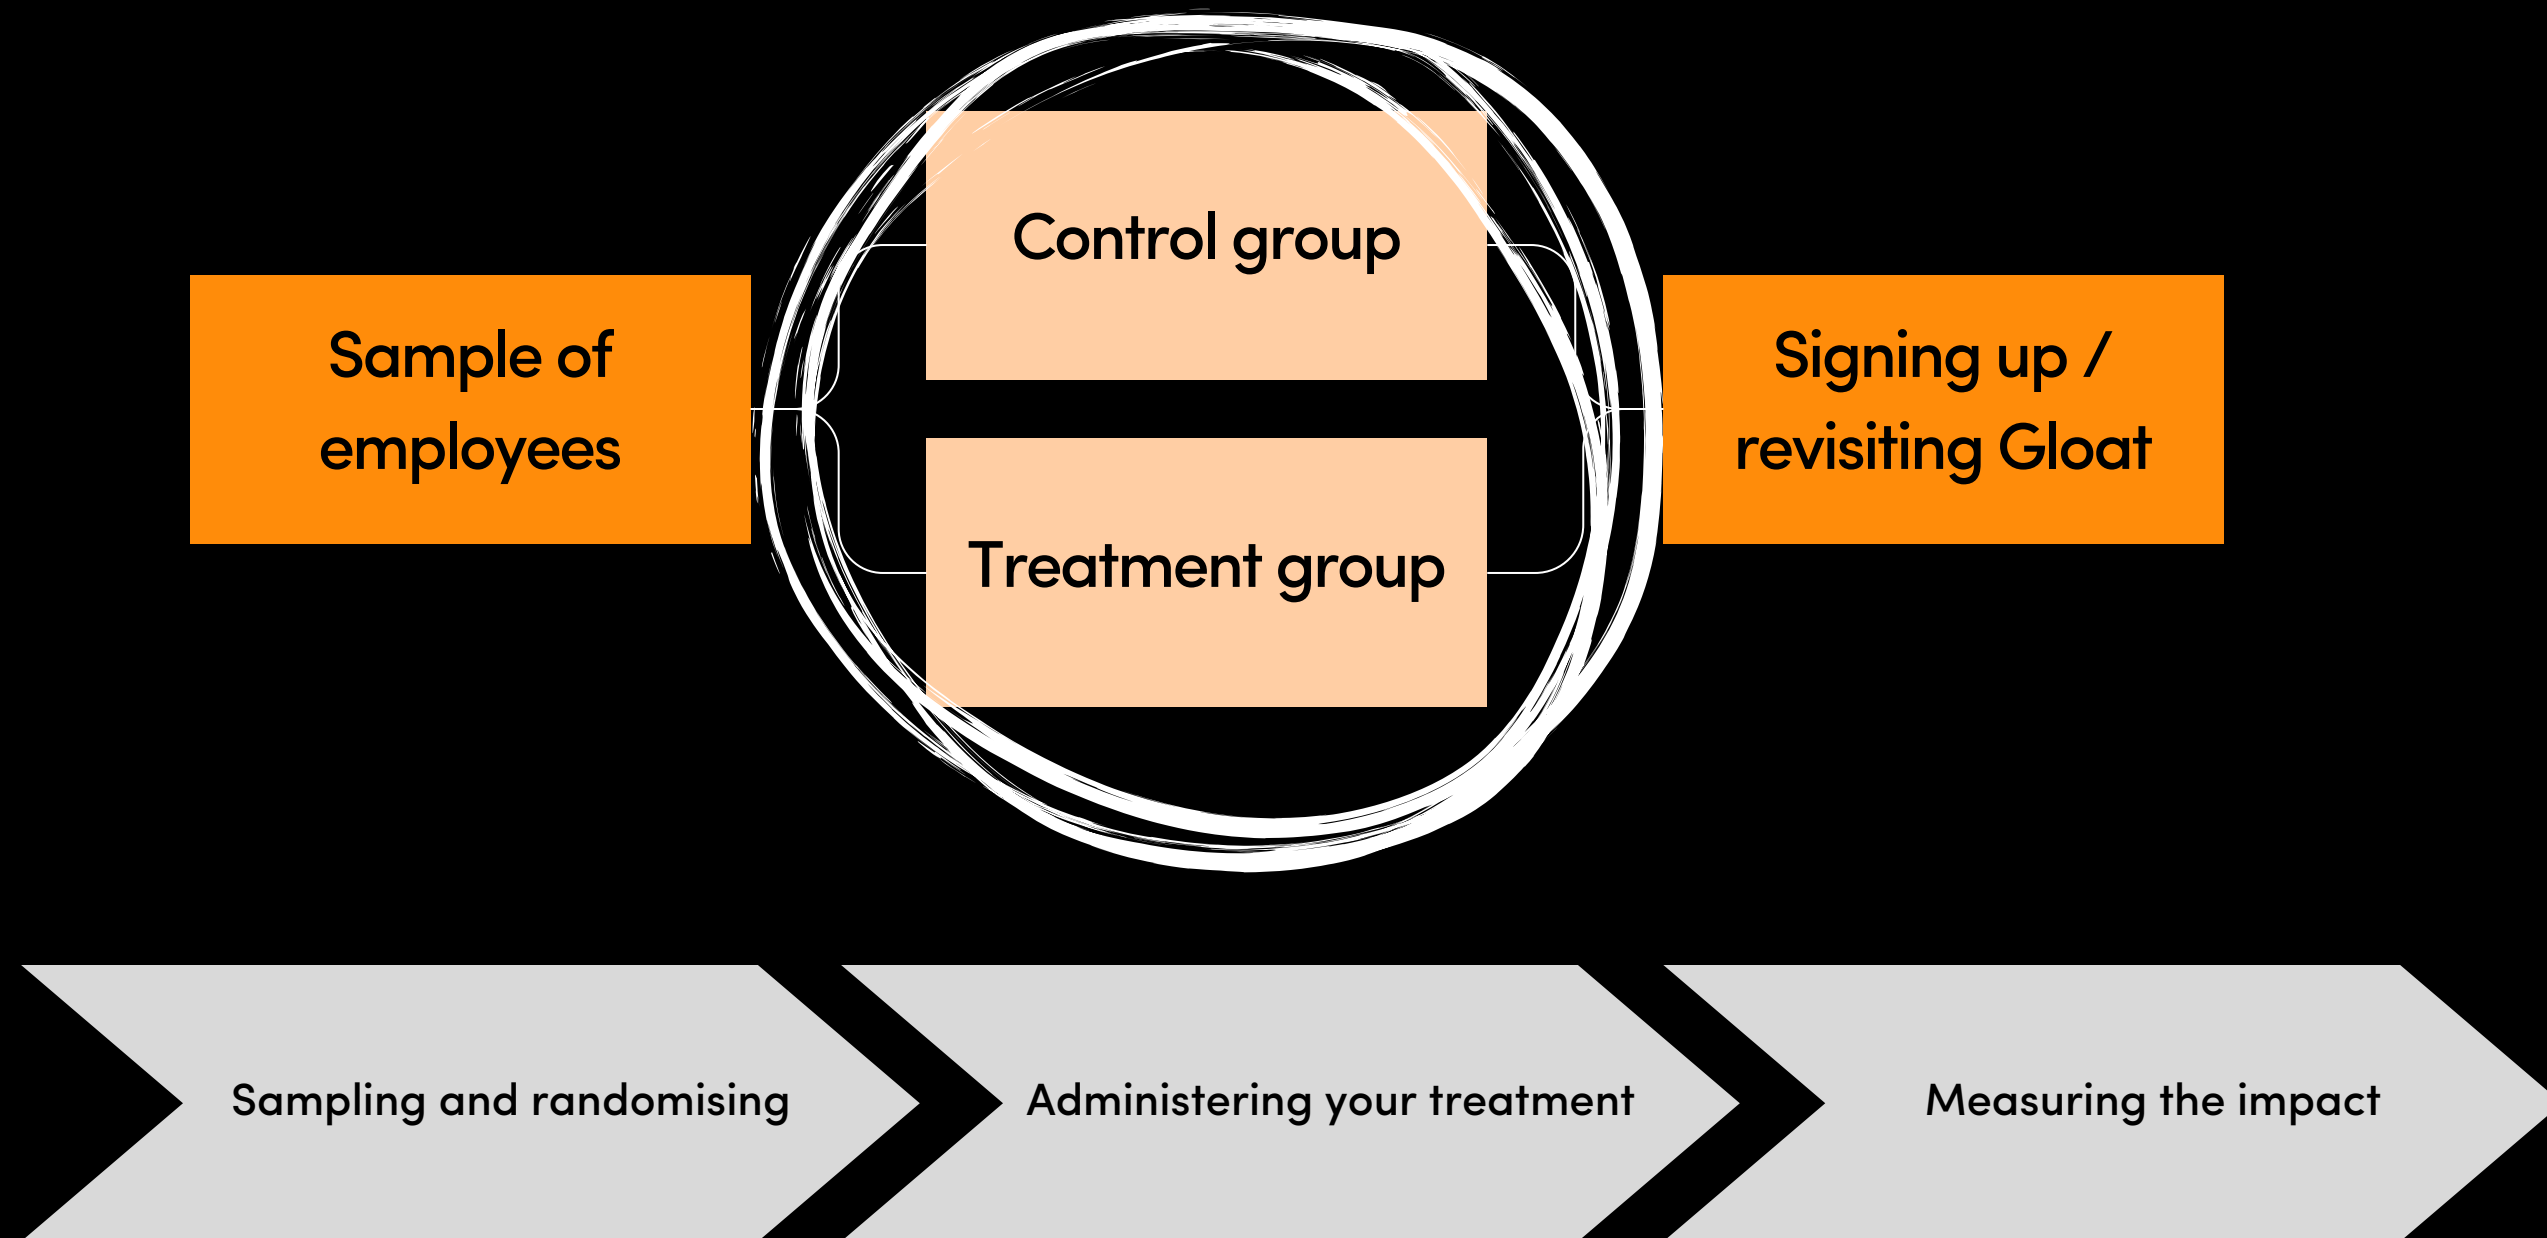 Control group
Sample of
employees
Signing up /
revisiting Gloat
Treatment group
Sampling and randomising
Administering your treatment
Measuring the impact